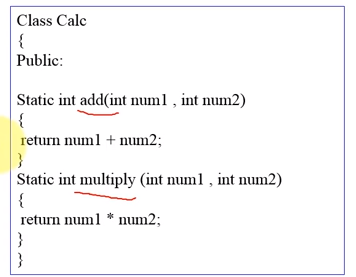 Class Calc
{
Public:
Static int add(int num1 , int num2)
{
return num1 + num2;
}
Static int multiply (int num1 , int num2)
{
return num1 * num2;
}
}